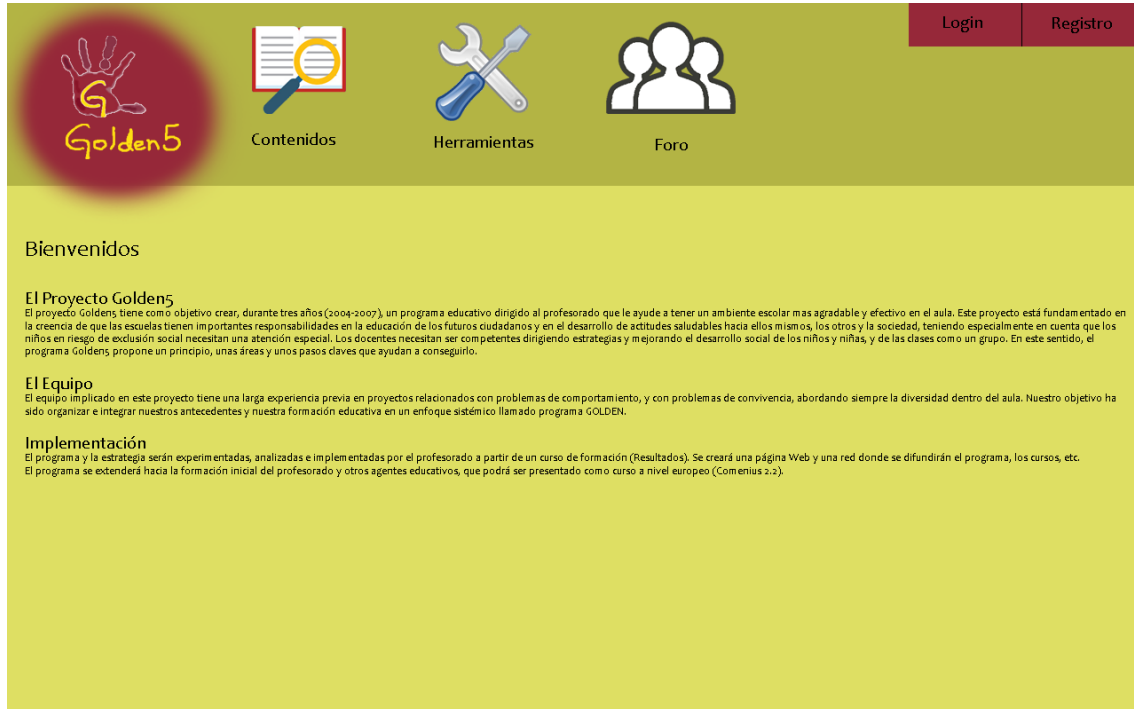 Login
Registro
G
Golden5
Contenidos
Herramientas
Foro
Bienvenidos
El Proyecto Golden5
El proyecto Golden5 tiene como objetivo crear, durante tres años (2004-2007), un programa educativo dirigido al profesorado que le ayude a tener un ambiente escolar mas agradable y efectivo en el aula. Este proyecto está fundamentado en
la creencia de que las escuelas tienen importantes responsabilidades en la educación de los futuros ciudadanos y en el desarrollo de actitudes saludables hacia ellos mismos, los otros y la sociedad, teniendo especialmente en cuenta que los
niños en riesgo de exclusión social necesitan una atención especial. Los docentes necesitan ser competentes dirigiendo estrategias y mejorando el desarrollo social de los niños y niñas, y de las clases como un grupo. En este sentido, el
programa Golden5 propone un principio, unas áreas y unos pasos claves que ayudan a conseguirlo.
El Equipo
El equipo implicado en este proyecto tiene una larga experiencia previa en proyectos relacionados con problemas de comportamiento, y con problemas de convivencia, abordando siempre la diversidad dentro del aula. Nuestro objetivo ha
sido organizar e integrar nuestros antecedentes y nuestra formación educativa en un enfoque sistémico llamado programa GOLDEN.
Implementación
El programa y la estrategia serán experimentadas, analizadas e implementadas por el profesorado a partir de un curso de formación (Resultados). Se creará una página Web y una red donde se difundirán el programa, los cursos, etc.
El programa se extenderá hacia la formación inicial del profesorado y otros agentes educativos, que podrá ser presentado como curso a nivel europeo (Comenius 2.2).